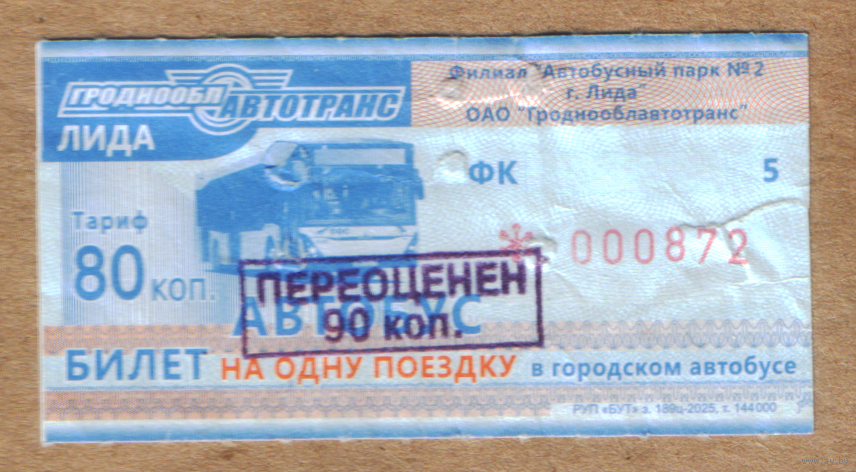 ГРОДНООБЛАВТОТРАНС
ЛИДА
Филиал "Автобусный парк №2
г. Лида"
ОАО "Гроднооблавтотранс"
ФК 5
Тариф
80 коп.
* 000872
ПЕРЕОЦЕНЕН
90 коп.
АВТОБУС
БИЛЕТ НА ОДНУ ПОЕЗДКУ в городском автобусе
РУП «БУТ» з. 189ц-2025, г. 144000